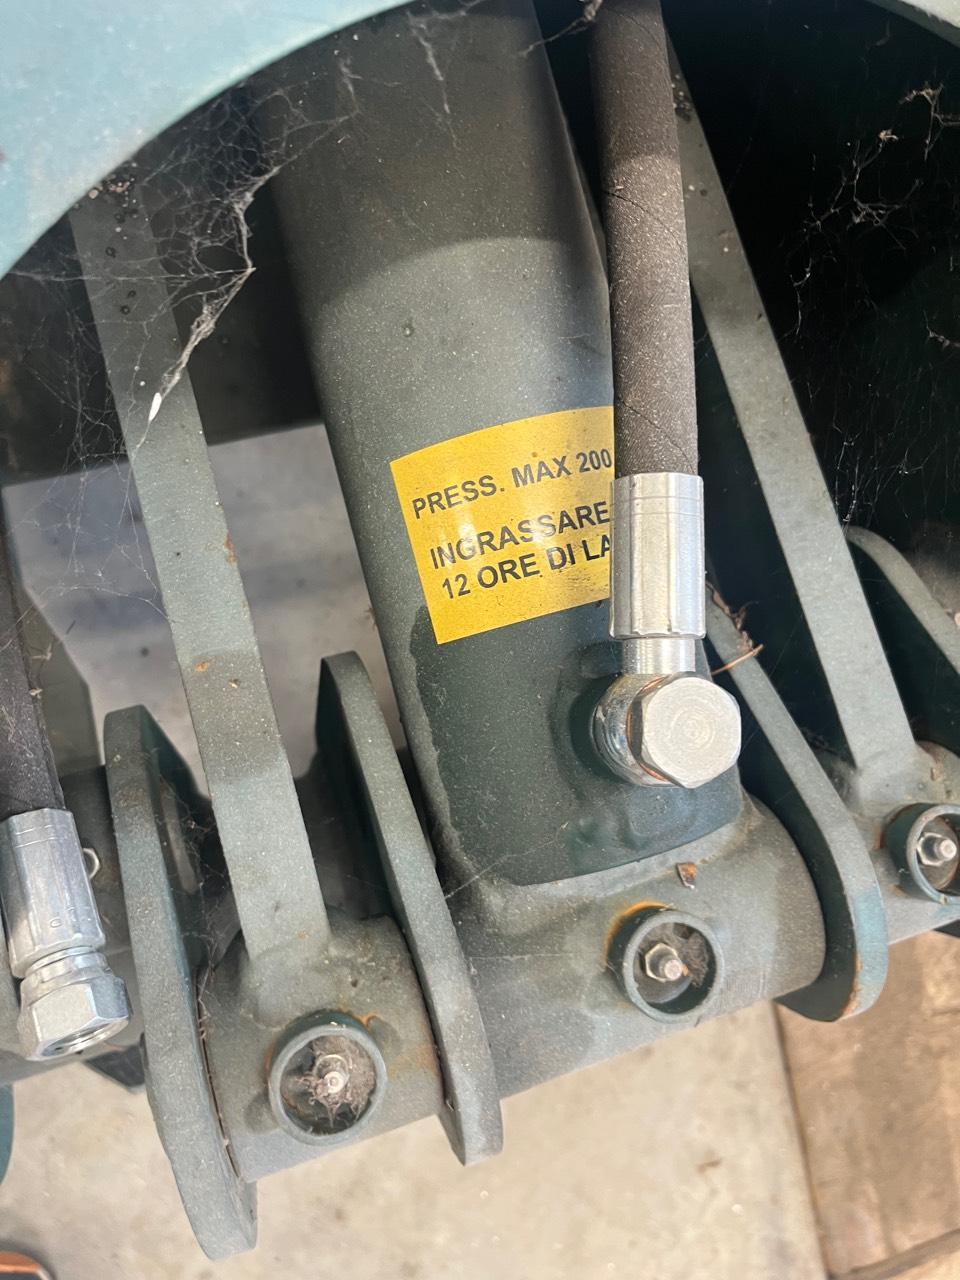 PRESS. MAX 200
INGRASSARE
12 ORE DI LA